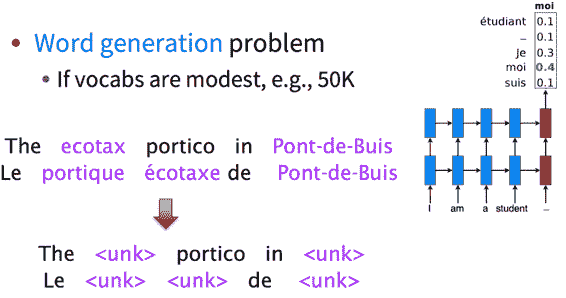 • Word generation problem
• If vocabs are modest, e.g., 50K
The ecotax portico in Pont-de-Buis
Le portique écotaxe de Pont-de-Buis
The <unk> portico in <unk>
Le <unk> <unk> de <unk>
moi
étudiant 0.1
_ 0.1
Je 0.3
moi 0.4
suis 0.1
I am a student _